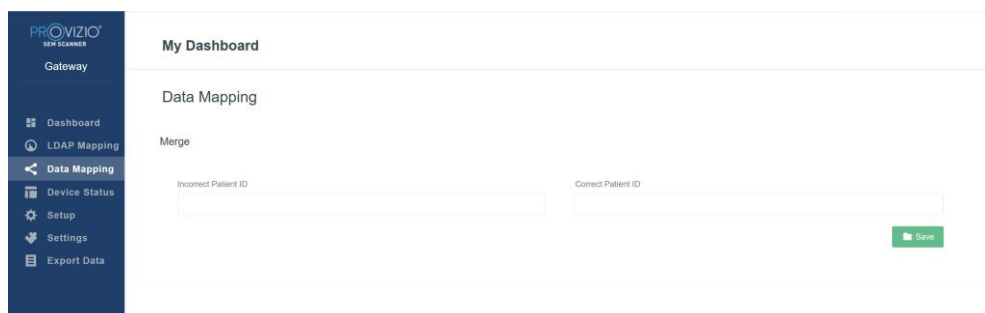 PROVIZIO®
SEM SCANNER
Gateway
Dashboard
LDAP Mapping
Data Mapping
Device Status
Setup
Settings
Export Data
My Dashboard
Data Mapping
Merge
Incorrect Patient ID
Correct Patient ID
Save